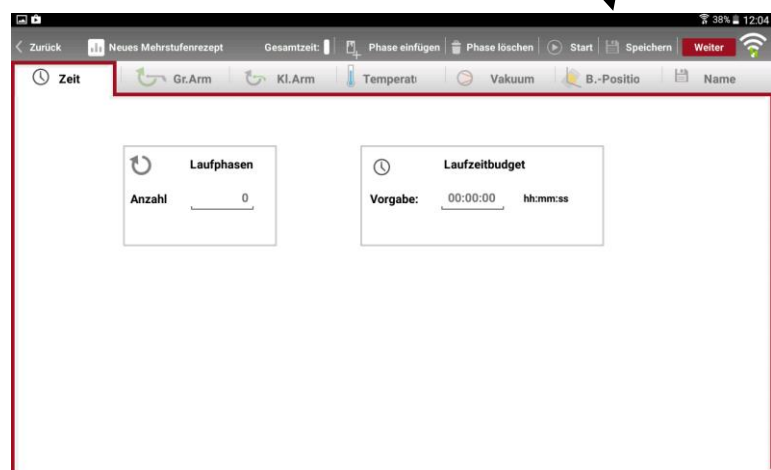 38% 12:04
Zurück Neues Mehrstufenrezept Gesamtzeit: Phase einfügen Phase löschen Start Speichern Weiter
Zeit Gr.Arm Kl.Arm Temperatu Vakuum B.-Positio Name
Laufphasen Laufzeitbudget
Anzahl 0 Vorgabe: 00:00:00 hh:mm:ss